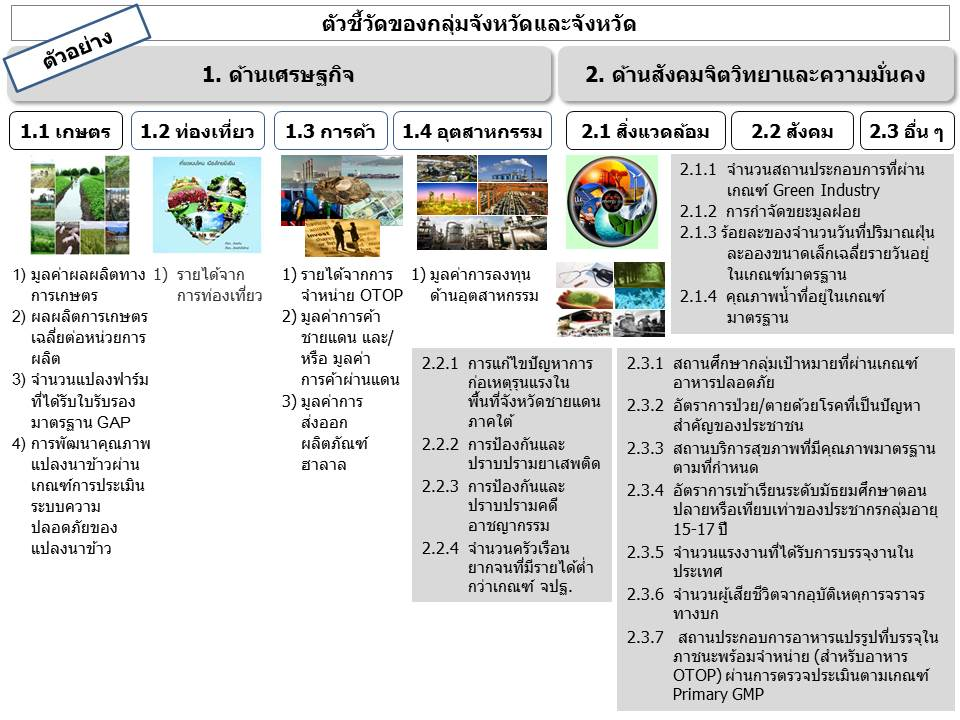 ตัวชี้วัดของกลุ่มจังหวัดและจังหวัด
ตัวอย่าง
1. ด้านเศรษฐกิจ
2. ด้านสังคมจิตวิทยาและความมั่นคง
1.1 เกษตร
1.2 ท่องเที่ยว
1.3 การค้า
1.4 อุตสาหกรรม
2.1 สิ่งแวดล้อม
2.2 สังคม
2.3 อื่น ๆ
1) มูลค่าผลผลิตทาง
การเกษตร
2) ผลผลิตการเกษตร
เฉลี่ยต่อหน่วยการ
ผลิต
3) จำนวนแปลงฟาร์ม
ที่ได้รับใบรับรอง
มาตรฐาน GAP
4) การพัฒนาคุณภาพ
แปลงนาข้าวผ่าน
เกณฑ์การประเมิน
ระบบความ
ปลอดภัยของ
แปลงนาข้าว
1) รายได้จาก
การท่องเที่ยว
1) รายได้จากการ
จำหน่าย OTOP
2) มูลค่าการค้า
ชายแดน และ/
หรือ มูลค่า
การค้าผ่านแดน
3) มูลค่าการ
ส่งออก
ผลิตภัณฑ์
ฮาลาล
1) มูลค่าการลงทุน
ด้านอุตสาหกรรม
2.1.1 จำนวนสถานประกอบการที่ผ่าน
เกณฑ์ Green Industry
2.1.2 การกำจัดขยะมูลฝอย
2.1.3 ร้อยละของจำนวนวันที่ปริมาณฝุ่น
ละอองขนาดเล็กเฉลี่ยรายวันอยู่
ในเกณฑ์มาตรฐาน
2.1.4 คุณภาพน้ำที่อยู่ในเกณฑ์
มาตรฐาน
2.2.1 การแก้ไขปัญหาการ
ก่อเหตุรุนแรงใน
พื้นที่จังหวัดชายแดน
ภาคใต้
2.2.2 การป้องกันและ
ปราบปรามยาเสพติด
2.2.3 การป้องกันและ
ปราบปรามคดี
อาชญากรรม
2.2.4 จำนวนครัวเรือน
ยากจนที่มีรายได้ต่ำ
กว่าเกณฑ์ จปฐ.
2.3.1 สถานศึกษากลุ่มเป้าหมายที่ผ่านเกณฑ์
อาหารปลอดภัย
2.3.2 อัตราการป่วย/ตายด้วยโรคที่เป็นปัญหา
สำคัญของประชาชน
2.3.3 สถานบริการสุขภาพที่มีคุณภาพมาตรฐาน
ตามที่กำหนด
2.3.4 อัตราการเข้าเรียนระดับมัธยมศึกษาตอน
ปลายหรือเทียบเท่าของประชากรกลุ่มอายุ
15-17 ปี
2.3.5 จำนวนแรงงานที่ได้รับการบรรจุงานใน
ประเทศ
2.3.6 จำนวนผู้เสียชีวิตจากอุบัติเหตุการจราจร
ทางบก
2.3.7 สถานประกอบการอาหารแปรรูปที่บรรจุใน
ภาชนะพร้อมจำหน่าย (สำหรับอาหาร
OTOP) ผ่านการตรวจประเมินตามเกณฑ์
Primary GMP